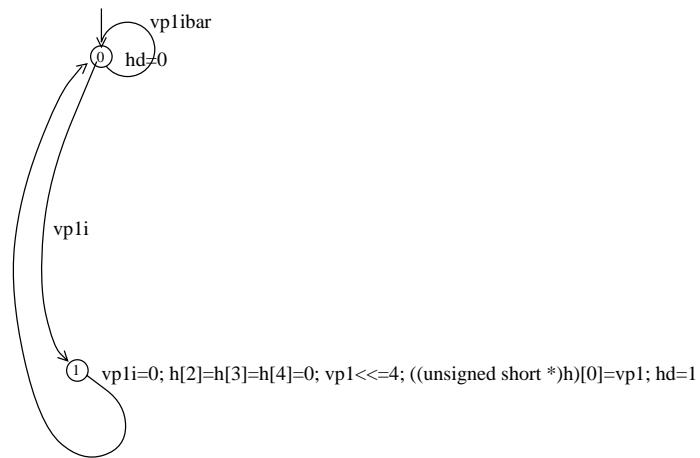 vp1ibar
0
hd=0
vp1i
1
vp1i=0; h[2]=h[3]=h[4]=0; vp1<<=4; ((unsigned short *)h)[0]=vp1; hd=1